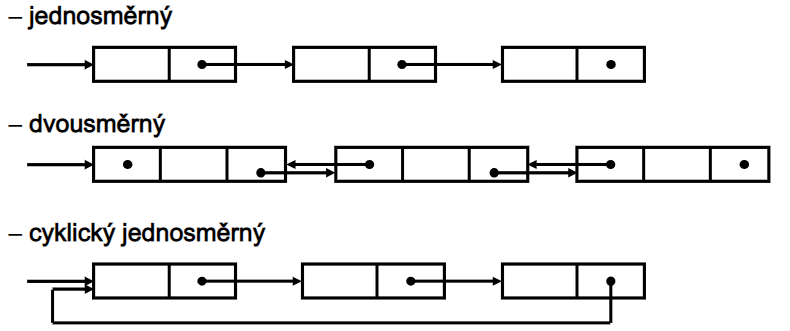 – jednosměrný
– dvousměrný
– cyklický jednosměrný